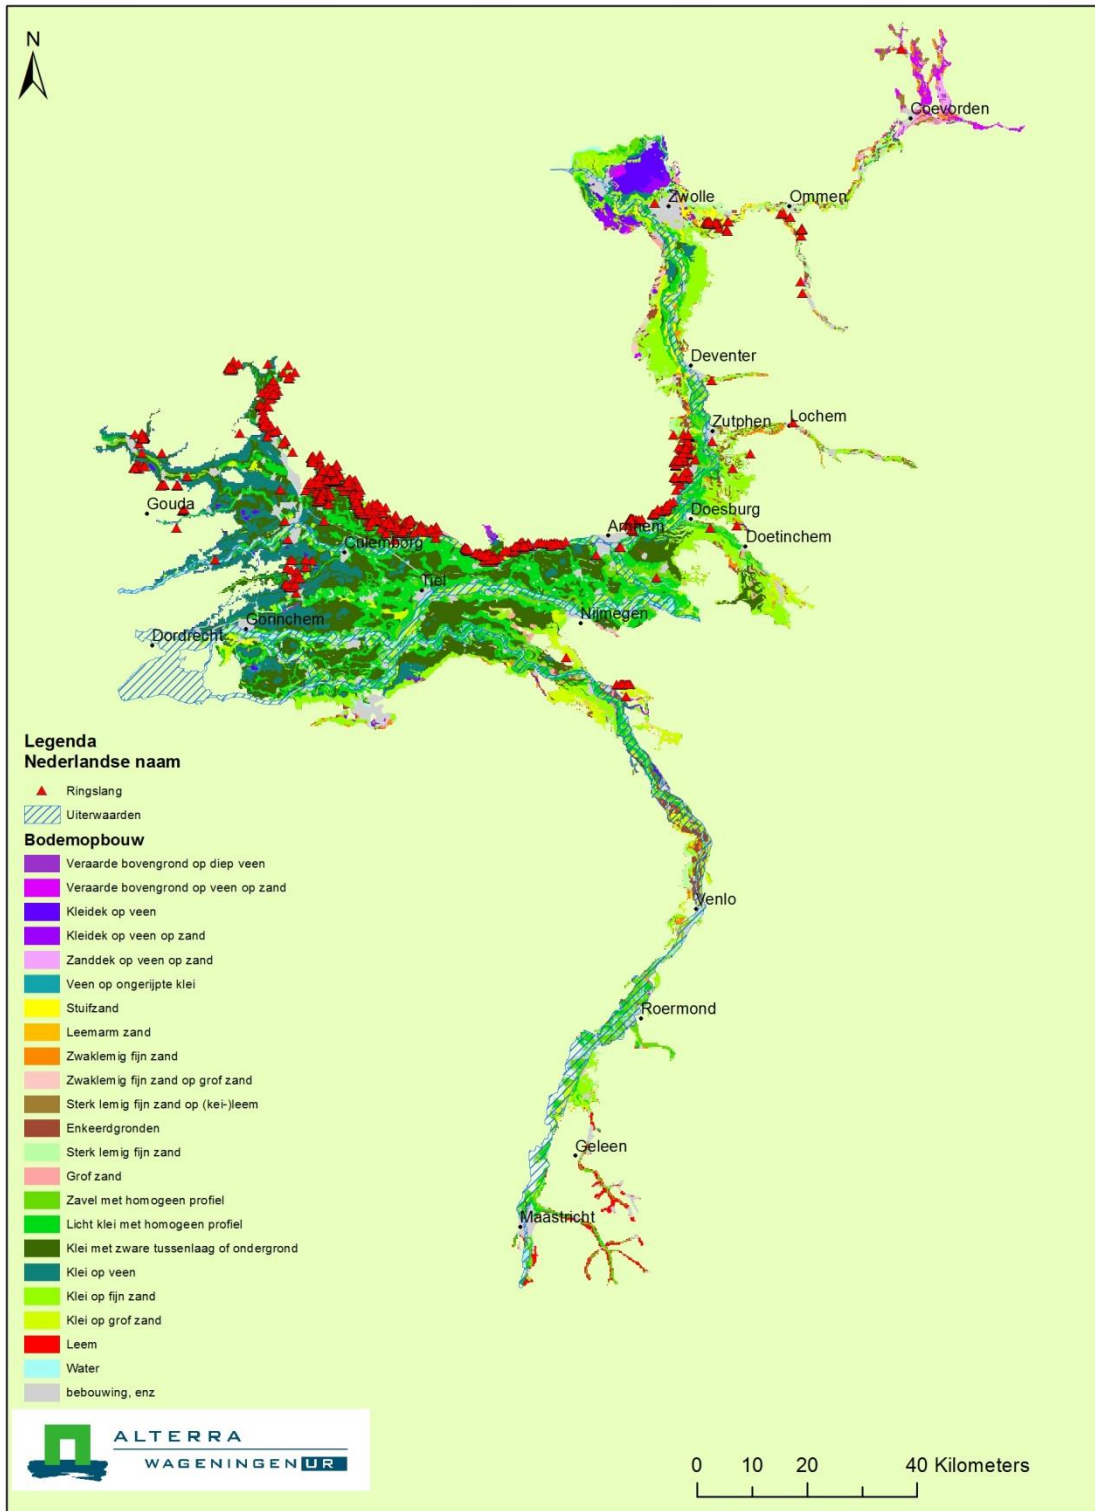 N
Coevorden
Zwolle
Ommen
Deventer
Zutphen
Lochem
Gouda
Doesburg
Arnhem
Doetinchem
Culemborg
Tiel
Nijmegen
Gorinchem
Dordrecht
Venlo
Roermond
Geleen
Maastricht
Legenda
Nederlandse naam
Ringslang
Uiterwaarden
Bodemopbouw
Veraarde bovengrond op diep veen
Veraarde bovengrond op veen op zand
Kleidek op veen
Kleidek op veen op zand
Zanddek op veen op zand
Veen op ongerijpte klei
Stuifzand
Leemarm zand
Zwaklemig fijn zand
Zwaklemig fijn zand op grof zand
Sterk lemig fijn zand op (kei-)leem
Enkeerdgronden
Sterk lemig fijn zand
Grof zand
Zavel met homogeen profiel
Licht klei met homogeen profiel
Klei met zware tussenlaag of ondergrond
Klei op veen
Klei op fijn zand
Klei op grof zand
Leem
Water
bebouwing, enz
ALTERRA
WAGENINGEN UR
0 10 20 40 Kilometers